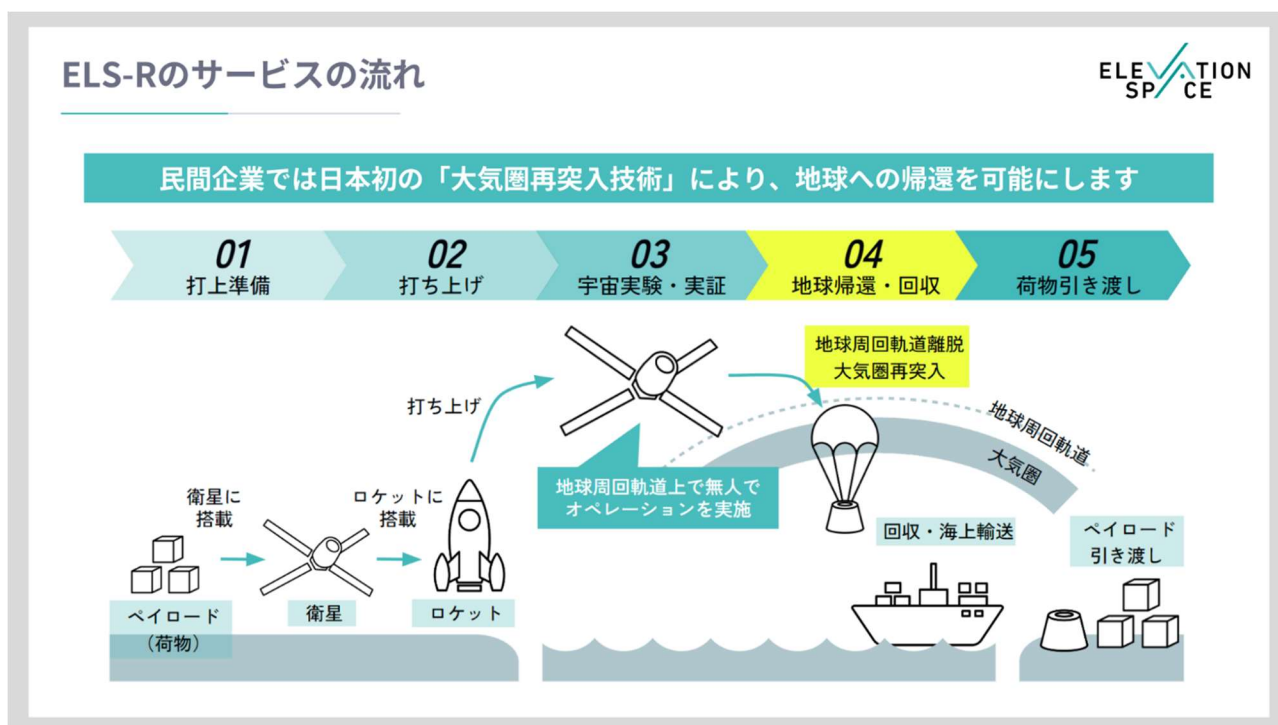 ELS-Rのサービスの流れ
ELEVATION
SPACE
民間企業では日本初の「大気圏再突入技術」により、地球への帰還を可能にします
01
打上準備
02
打ち上げ
03
宇宙実験・実証
04
地球帰還・回収
05
荷物引き渡し
地球周回軌道離脱
大気圏再突入
打ち上げ
地球周回軌道
大気圏
地球周回軌道上で無人で
オペレーションを実施
衛星に
搭載
ロケットに
搭載
回収・海上輸送
ペイロード
引き渡し
ペイロード
（荷物）
衛星
ロケット